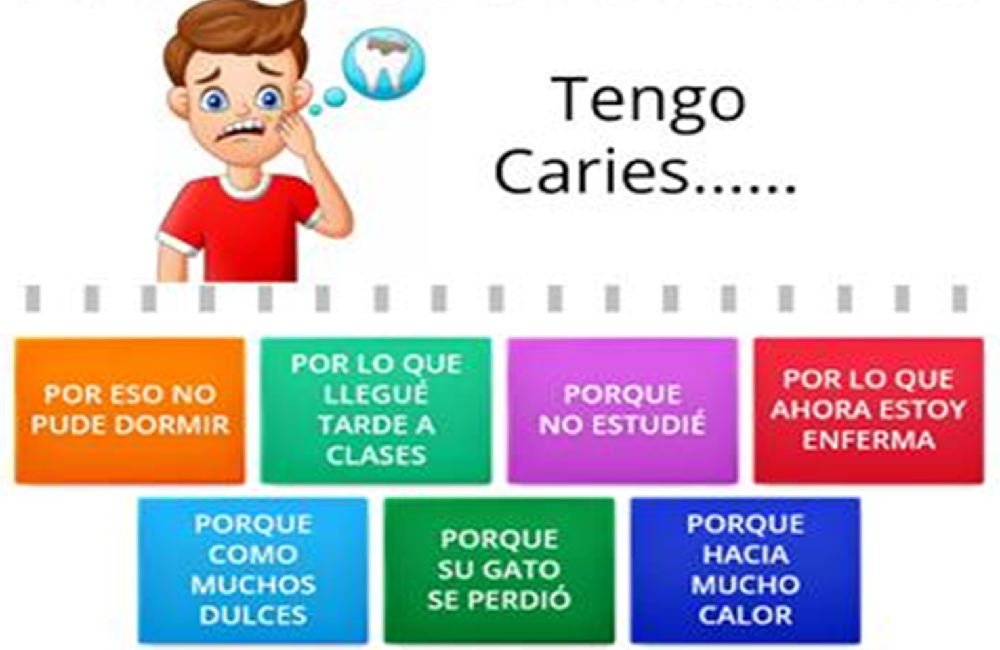 Tengo
Caries......
POR ESO NO
PUDE DORMIR
POR LO QUE
LLEGUÉ
TARDE A
CLASES
PORQUE
NO ESTUDIÉ
POR LO QUE
AHORA ESTOY
ENFERMA
PORQUE
COMO
MUCHOS
DULCES
PORQUE
SU GATO
SE PERDIÓ
PORQUE
HACIA
MUCHO
CALOR